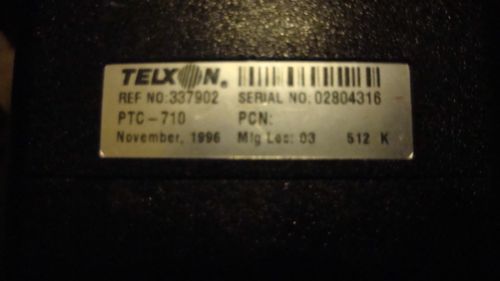 TELXON®
REF NO:337902 SERIAL NO:02804316
PTC-710 PCN:
November, 1996 Mfg Loc: 03 512 K